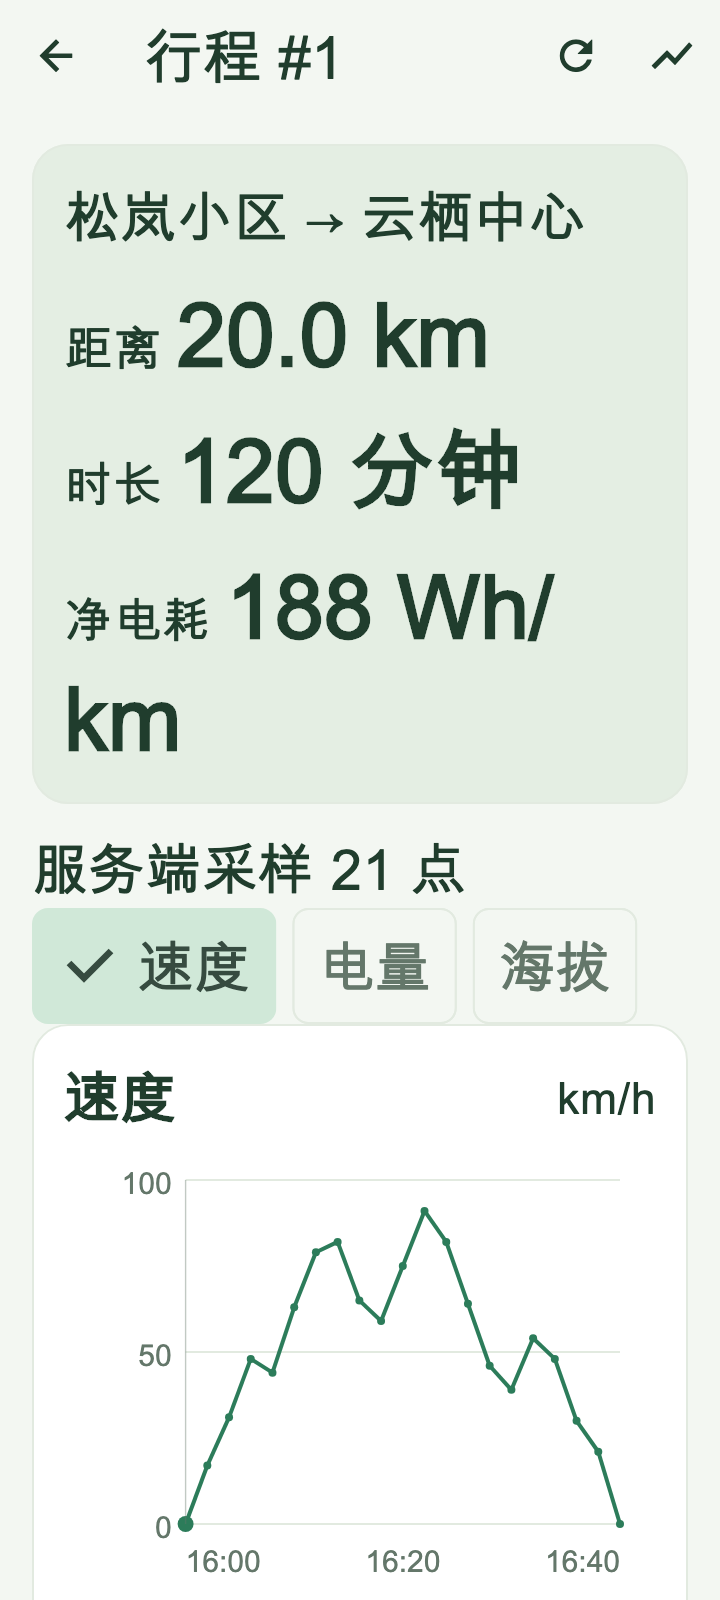 行程 #1
松岚小区 → 云栖中心
距离 20.0 km
时长 120 分钟
净电耗 188 Wh/
km
服务端采样 21 点
速度 电量 海拔
速度 km/h
100
50
0
16:00 16:20 16:40